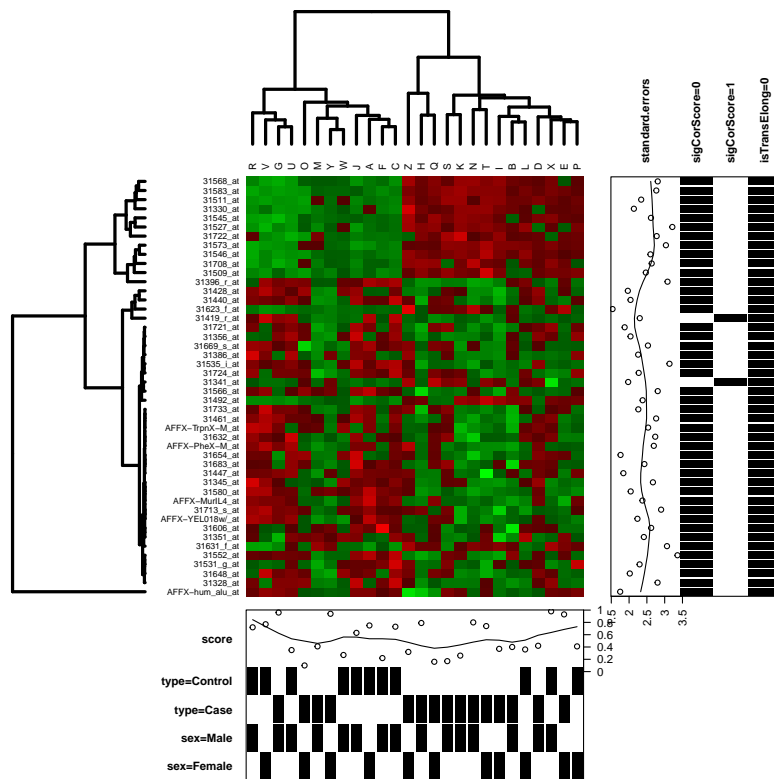 standard.errors
sigCorScore=0
sigCorScore=1
isTransElong=0
R V G U O M Y W J A F C Z H Q S K N T I B L D X E P
31568_at
31583_at
31511_at
31330_at
31545_at
31527_at
31722_at
31573_at
31546_at
31708_at
31509_at
31396_r_at
31428_at
31440_at
31623_f_at
31419_r_at
31721_at
31356_at
31669_s_at
31386_at
31535_i_at
31724_at
31341_at
31566_at
31492_at
31733_at
31461_at
AFFX−TrpnX−M_at
31632_at
AFFX−PheX−M_at
31654_at
31683_at
31447_at
31345_at
31580_at
AFFX−MurIL4_at
31713_s_at
AFFX−YEL018w/_at
31606_at
31351_at
31631_f_at
31552_at
31531_g_at
31648_at
31328_at
AFFX−hum_alu_at
1.5 2 2.5 3 3.5
score
1
0.8
0.6
0.4
0.2
0
type=Control
type=Case
sex=Male
sex=Female